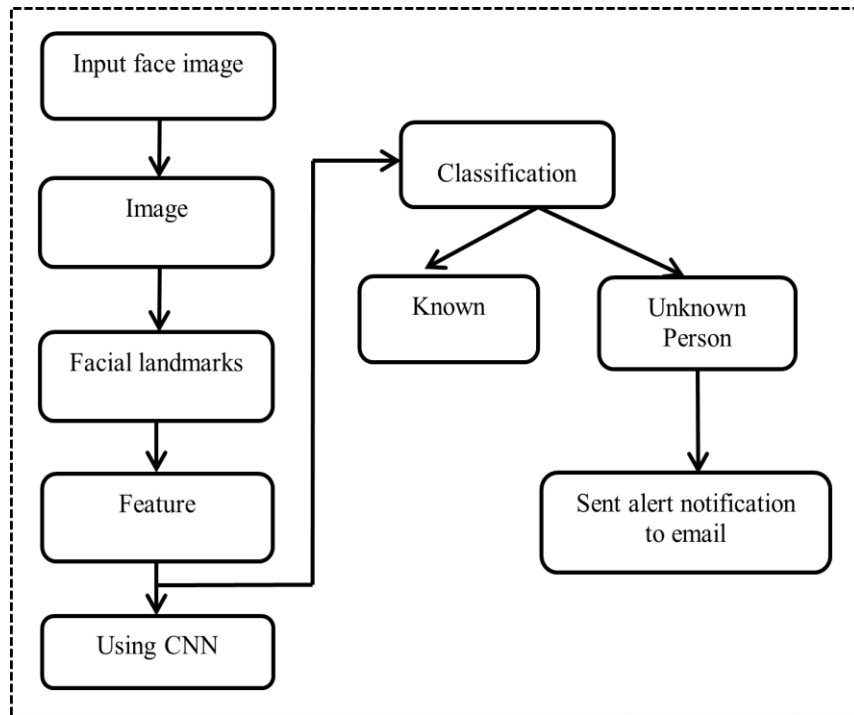 Input face image
Image
Facial landmarks
Feature
Using CNN
Classification
Known
Unknown
Person
Sent alert notification
to email